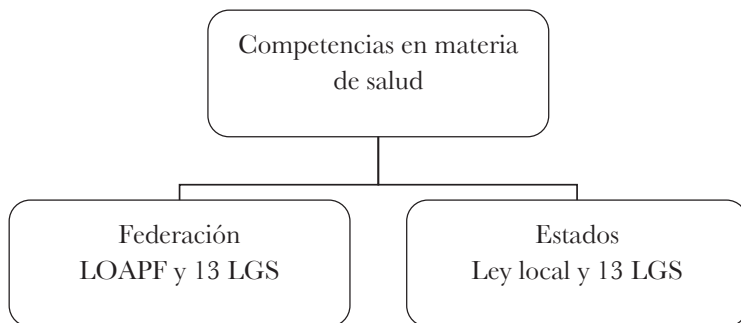 Competencias en materia
de salud
Federación
LOAPF y 13 LGS
Estados
Ley local y 13 LGS